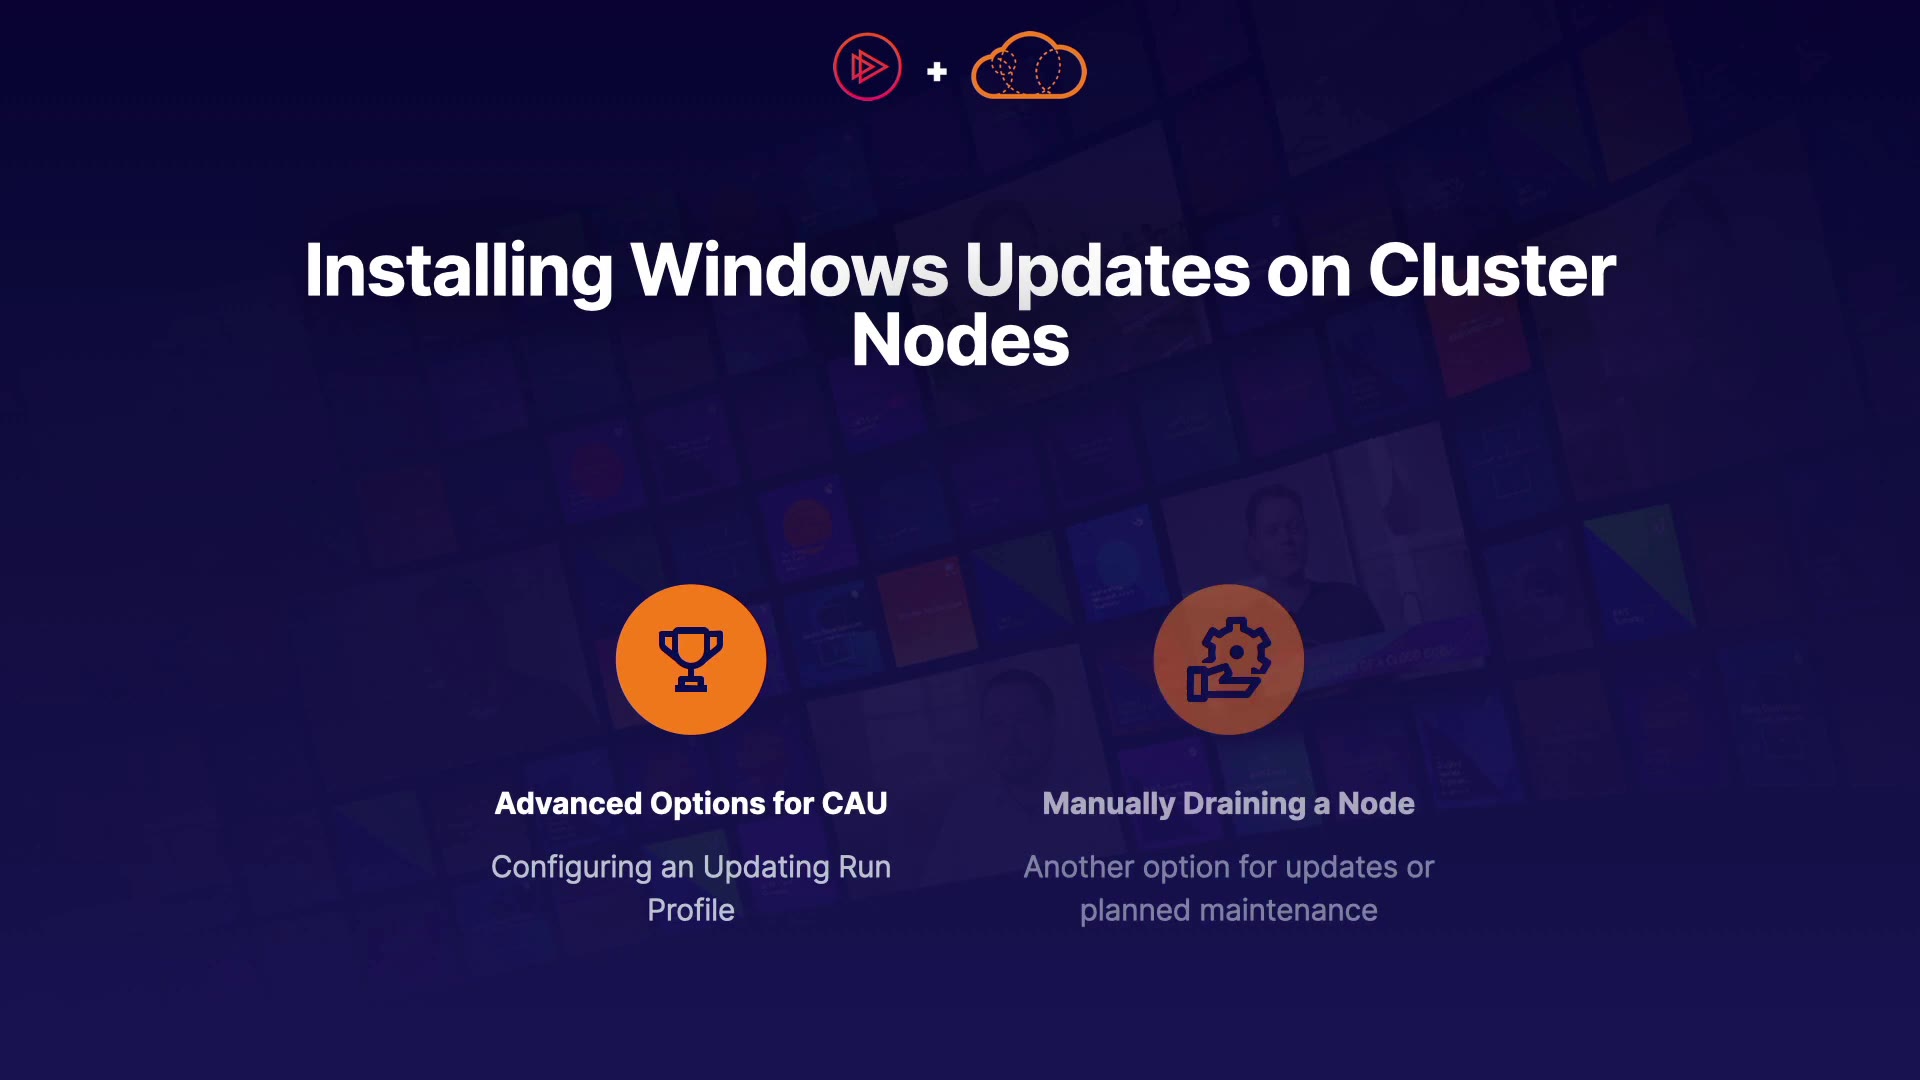 Installing Windows Updates on Cluster
Nodes
Advanced Options for CAU
Configuring an Updating Run
Profile
Manually Draining a Node
Another option for updates or
planned maintenance